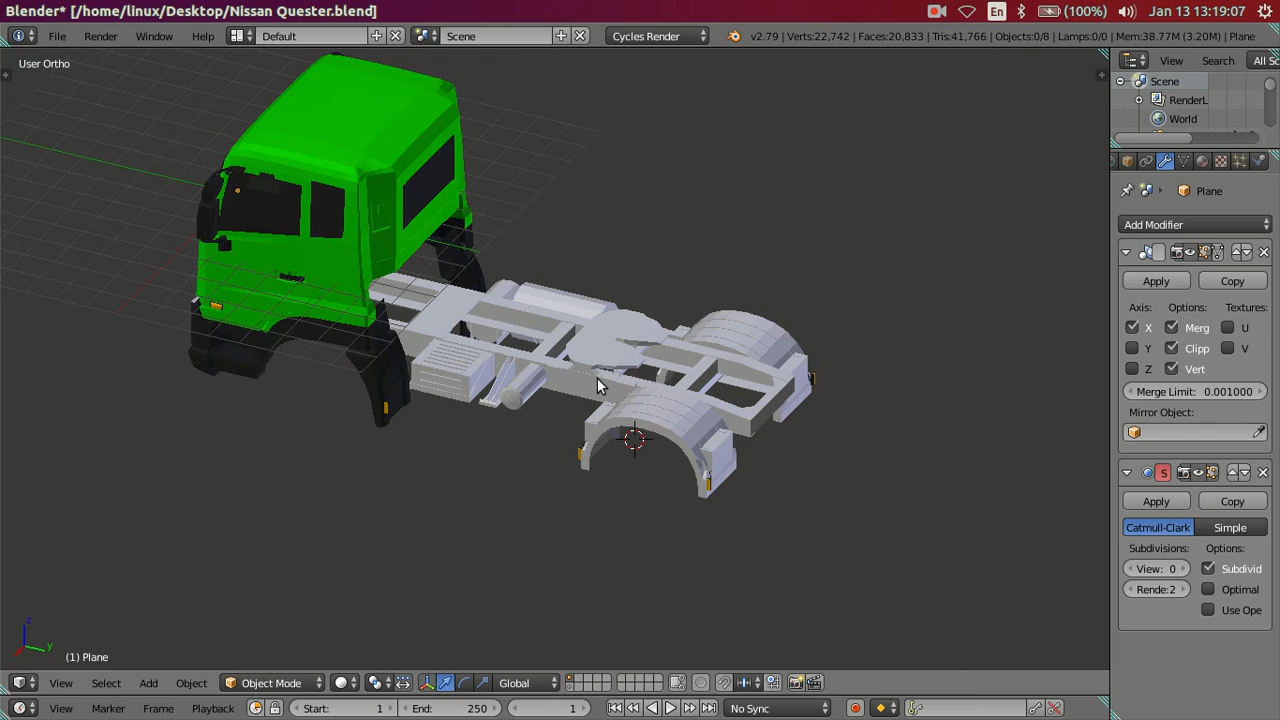 Blender* [/home/linux/Desktop/Nissan Quester.blend] En (100%) Jan 13 13:19:07
File Render Window Help Default Scene Cycles Render v2.79 | Verts:22,742 | Faces:20,833 | Tris:41,766 | Objects:0/8 | Lamps:0/0 | Mem:38.77M (3.20M) | Plane
User Ortho
View Search All Sc
Scene
RenderL
World
Plane
Add Modifier
Apply Copy
Axis: Options: Textures:
X Merg U
Y Clipp V
Z Vert
Merge Limit: 0.001000
Mirror Object:
S
Apply Copy
Catmull-Clark Simple
Subdivisions: Options:
View: 0 Subdivid
Rende:2 Optimal
Use Ope
z
y
(1) Plane
View Select Add Object Object Mode Global
View Marker Frame Playback Start: 1 End: 250 1 No Sync